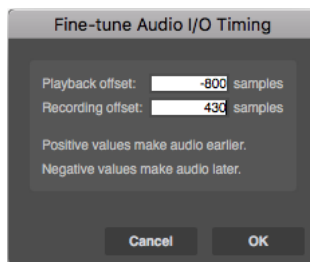 Fine-tune Audio I/O Timing
Playback offset: -800 samples
Recording offset: 430 samples
Positive values make audio earlier.
Negative values make audio later.
Cancel OK